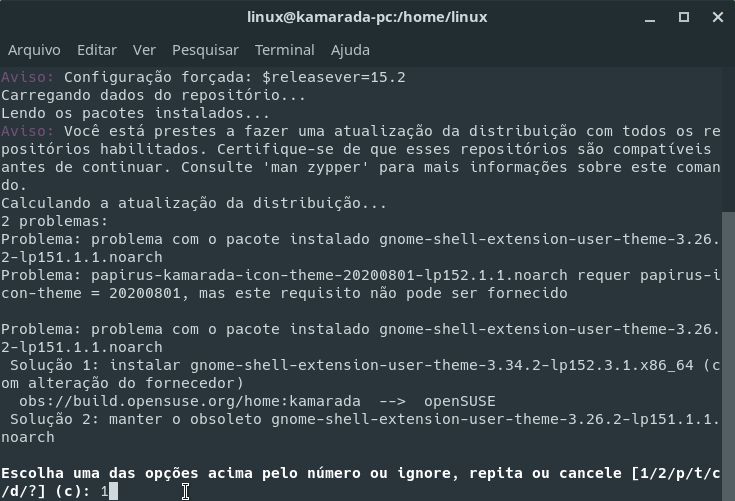 linux@kamarada-pc:/home/linux
Arquivo Editar Ver Pesquisar Terminal Ajuda
Aviso: Configuração forçada: $releasever=15.2
Carregando dados do repositório...
Lendo os pacotes instalados...
Aviso: Você está prestes a fazer uma atualização da distribuição com todos os re
positórios habilitados. Certifique-se de que esses repositórios são compatíveis
antes de continuar. Consulte 'man zypper' para mais informações sobre este coman
do.
Calculando a atualização da distribuição...
2 problemas:
Problema: problema com o pacote instalado gnome-shell-extension-user-theme-3.26.
2-lp151.1.1.noarch
Problema: papirus-kamarada-icon-theme-20200801-lp152.1.1.noarch requer papirus-i
con-theme = 20200801, mas este requisito não pode ser fornecido
Problema: problema com o pacote instalado gnome-shell-extension-user-theme-3.26.
2-lp151.1.1.noarch
Solução 1: instalar gnome-shell-extension-user-theme-3.34.2-lp152.3.1.x86_64 (c
om alteração do fornecedor)
obs://build.opensuse.org/home:kamarada --> openSUSE
Solução 2: manter o obsoleto gnome-shell-extension-user-theme-3.26.2-lp151.1.1.
noarch
Escolha uma das opções acima pelo número ou ignore, repita ou cancele [1/2/p/t/c
/d/?] (c): 1